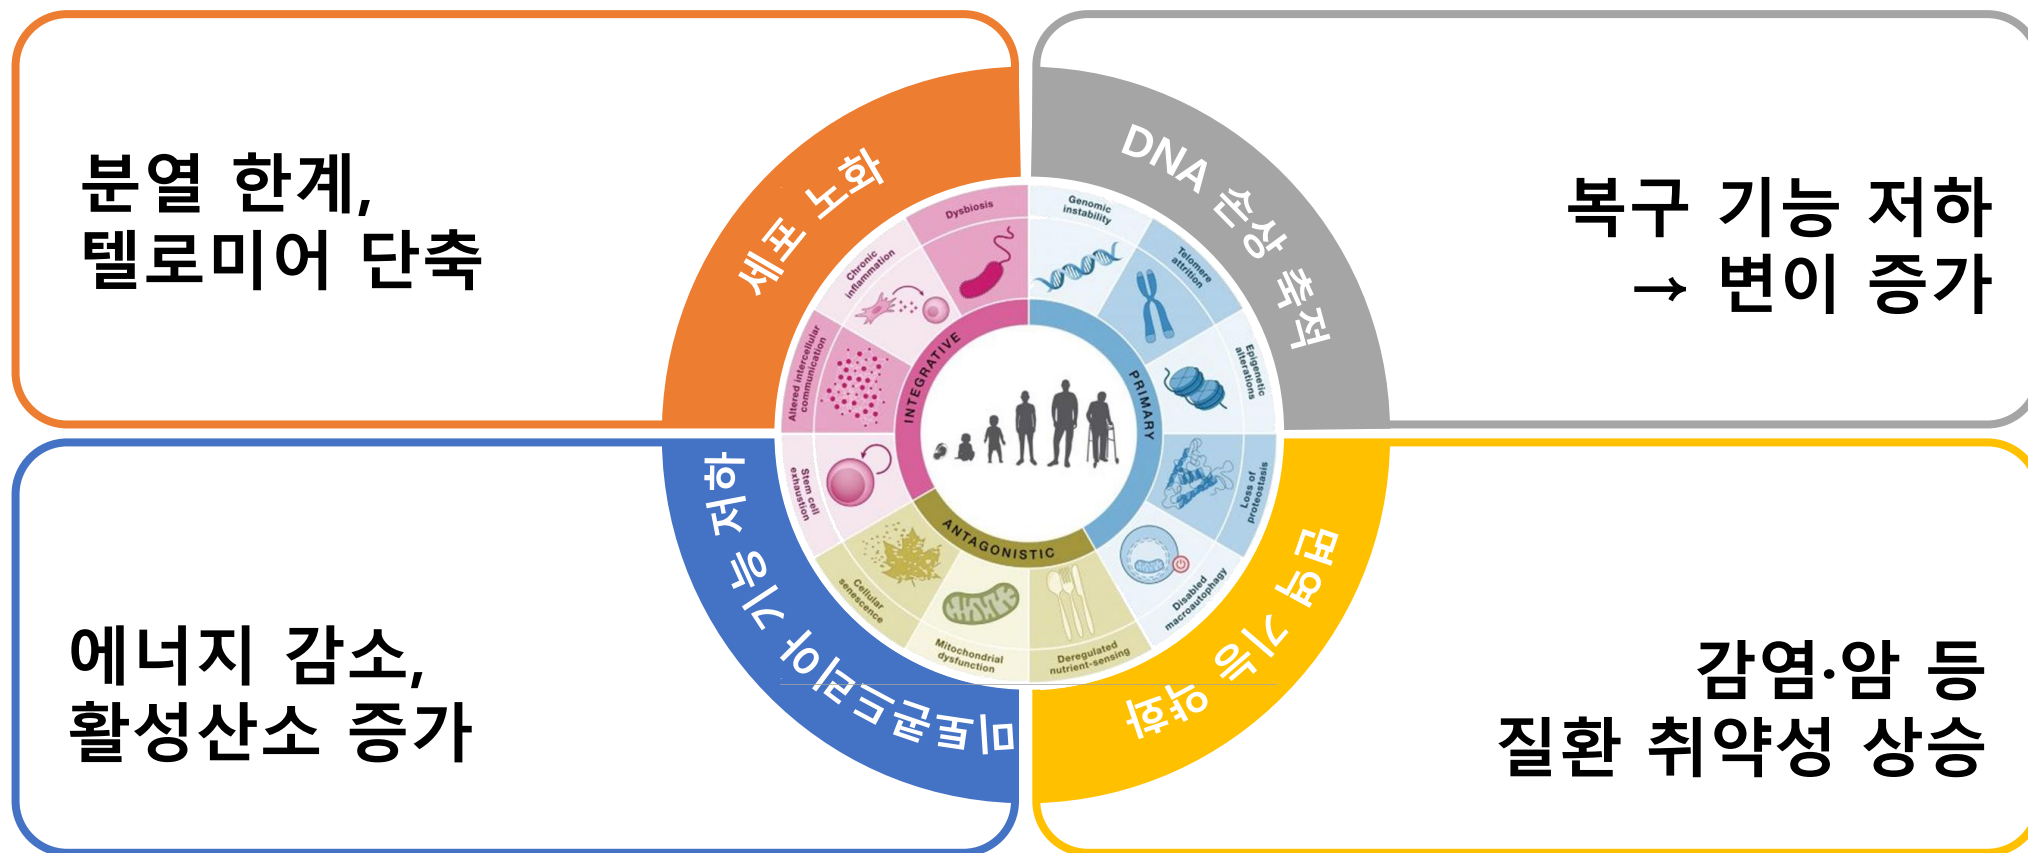 분열 한계,
텔로미어 단축
세포 노화
DNA 손상 축적
복구 기능 저하
→ 변이 증가
에너지 감소,
활성산소 증가
미토콘드리아 기능 저하
면역 기능 약화
감염·암 등
질환 취약성 상승
Genomic
instability
Telomere
attrition
Epigenetic
alterations
Loss of
proteostasis
Disabled
macroautophagy
Deregulated
nutrient-sensing
Mitochondrial
dysfunction
Cellular
senescence
Stem cell
exhaustion
Altered intercellular
communication
Chronic
inflammation
Dysbiosis
PRIMARY
ANTAGONISTIC
INTEGRATIVE